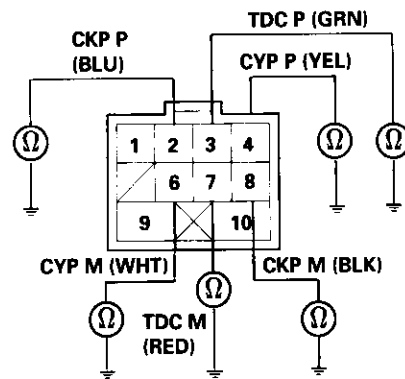 TDC P (GRN)
CKP P
(BLU)
CYP P (YEL)
Ω
Ω
Ω
1 2 3 4
6 7 8
9 10
CYP M (WHT)
CKP M (BLK)
Ω
Ω
Ω
TDC M
(RED)